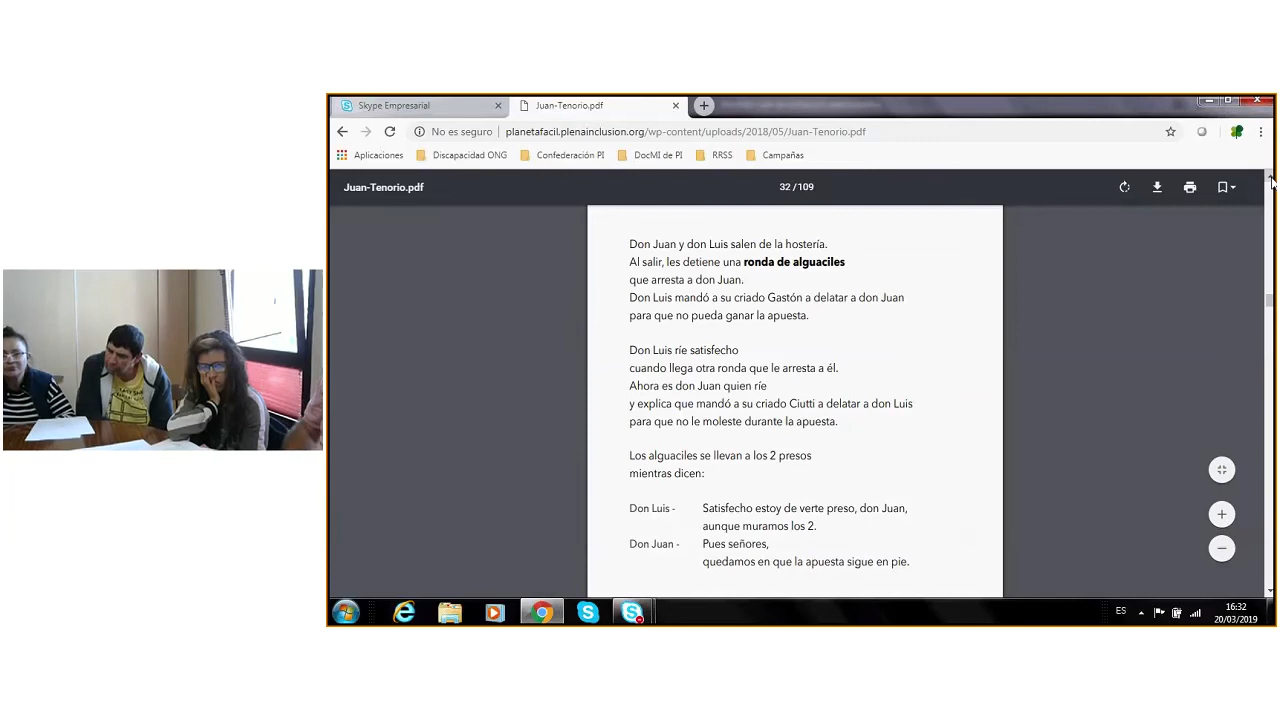 Skype Empresarial
Juan-Tenorio.pdf
No es seguro
planetafacil.plenainclusion.org/wp-content/uploads/2018/05/Juan-Tenorio.pdf
Aplicaciones
Discapacidad ONG
Confederación PI
DocMI de PI
RRSS
Campañas
Juan-Tenorio.pdf
32 / 109
Don Juan y don Luis salen de la hostería.
Al salir, les detiene una ronda de alguaciles
que arresta a don Juan.
Don Luis mandó a su criado Gastón a delatar a don Juan
para que no pueda ganar la apuesta.
Don Luis ríe satisfecho
cuando llega otra ronda que le arresta a él.
Ahora es don Juan quien ríe
y explica que mandó a su criado Ciutti a delatar a don Luis
para que no le moleste durante la apuesta.
Los alguaciles se llevan a los 2 presos
mientras dicen:
Don Luis - Satisfecho estoy de verte preso, don Juan,
aunque muramos los 2.
Don Juan - Pues señores,
quedamos en que la apuesta sigue en pie.
ES
16:32
20/03/2019